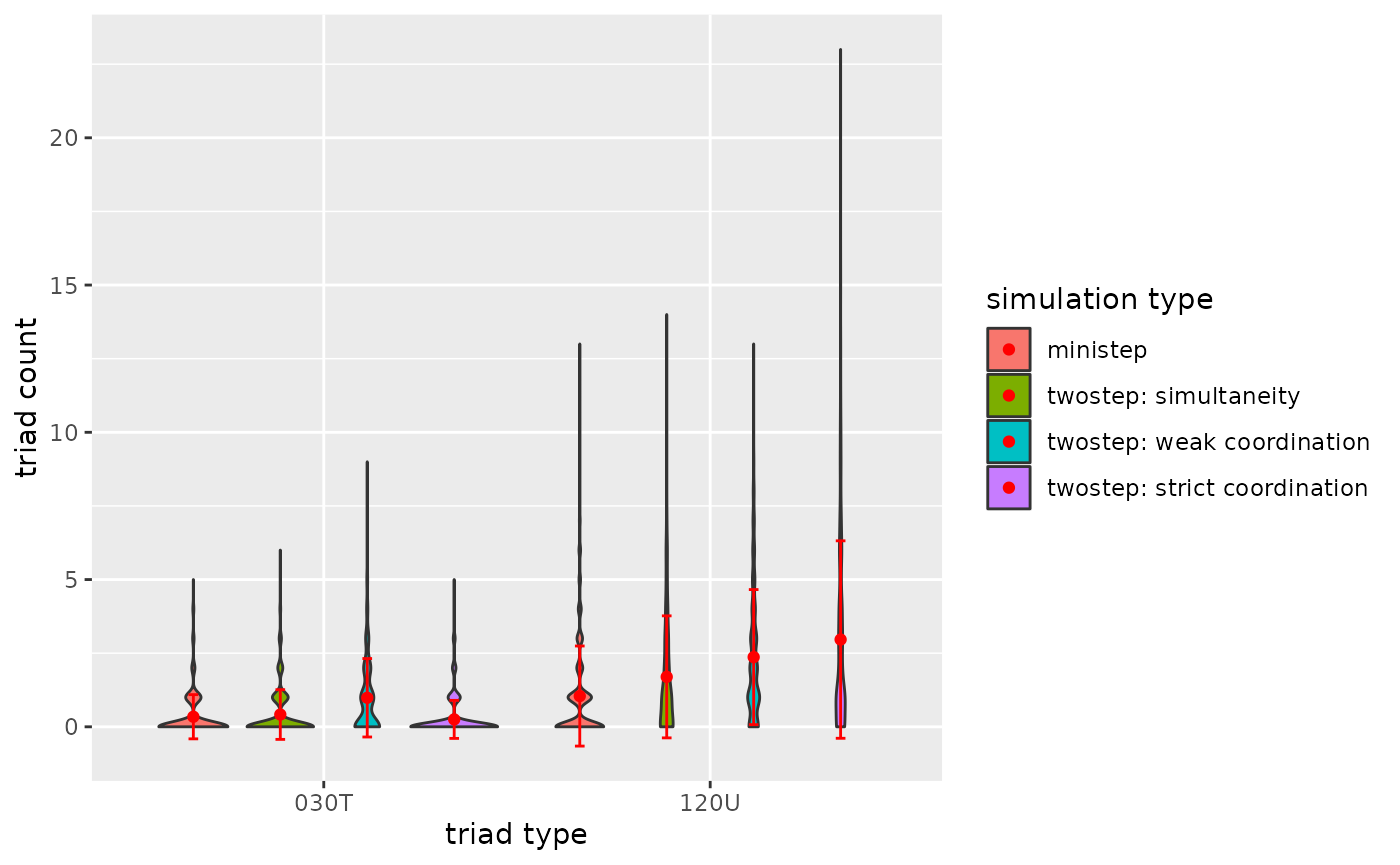 triad count
20
15
10
5
0
030T
120U
triad type
simulation type
ministep
twostep: simultaneity
twostep: weak coordination
twostep: strict coordination